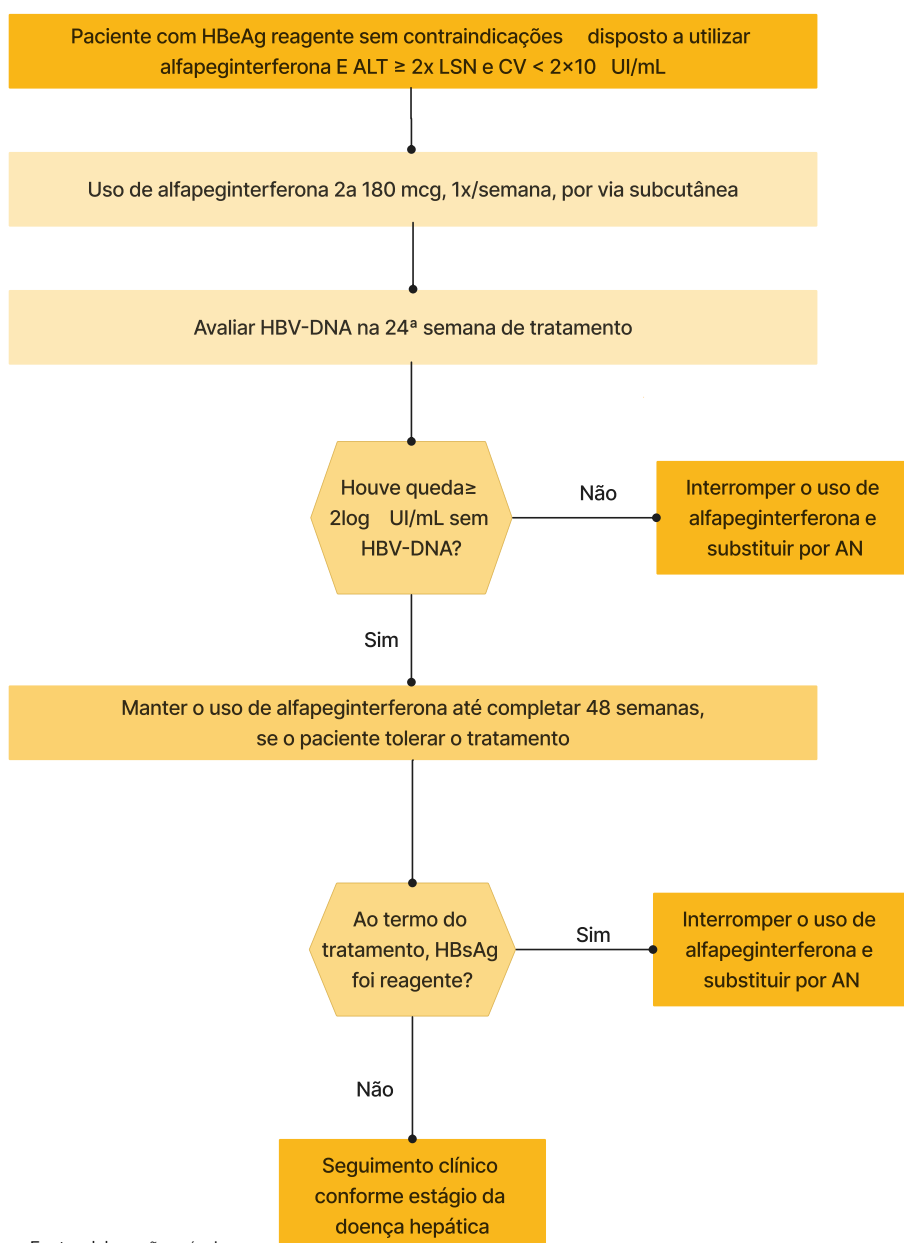 Paciente com HBeAg reagente sem contraindicações disposto a utilizar
alfapeginterferona E ALT ≥ 2x LSN e CV < 2×10 UI/mL
Uso de alfapeginterferona 2a 180 mcg, 1x/semana, por via subcutânea
Avaliar HBV-DNA na 24ª semana de tratamento
Houve queda≥
2log UI/mL sem
HBV-DNA?
Não
Interromper o uso de
alfapeginterferona e
substituir por AN
Sim
Manter o uso de alfapeginterferona até completar 48 semanas,
se o paciente tolerar o tratamento
Ao termo do
tratamento, HBsAg
foi reagente?
Sim
Interromper o uso de
alfapeginterferona e
substituir por AN
Não
Seguimento clínico
conforme estágio da
doença hepática